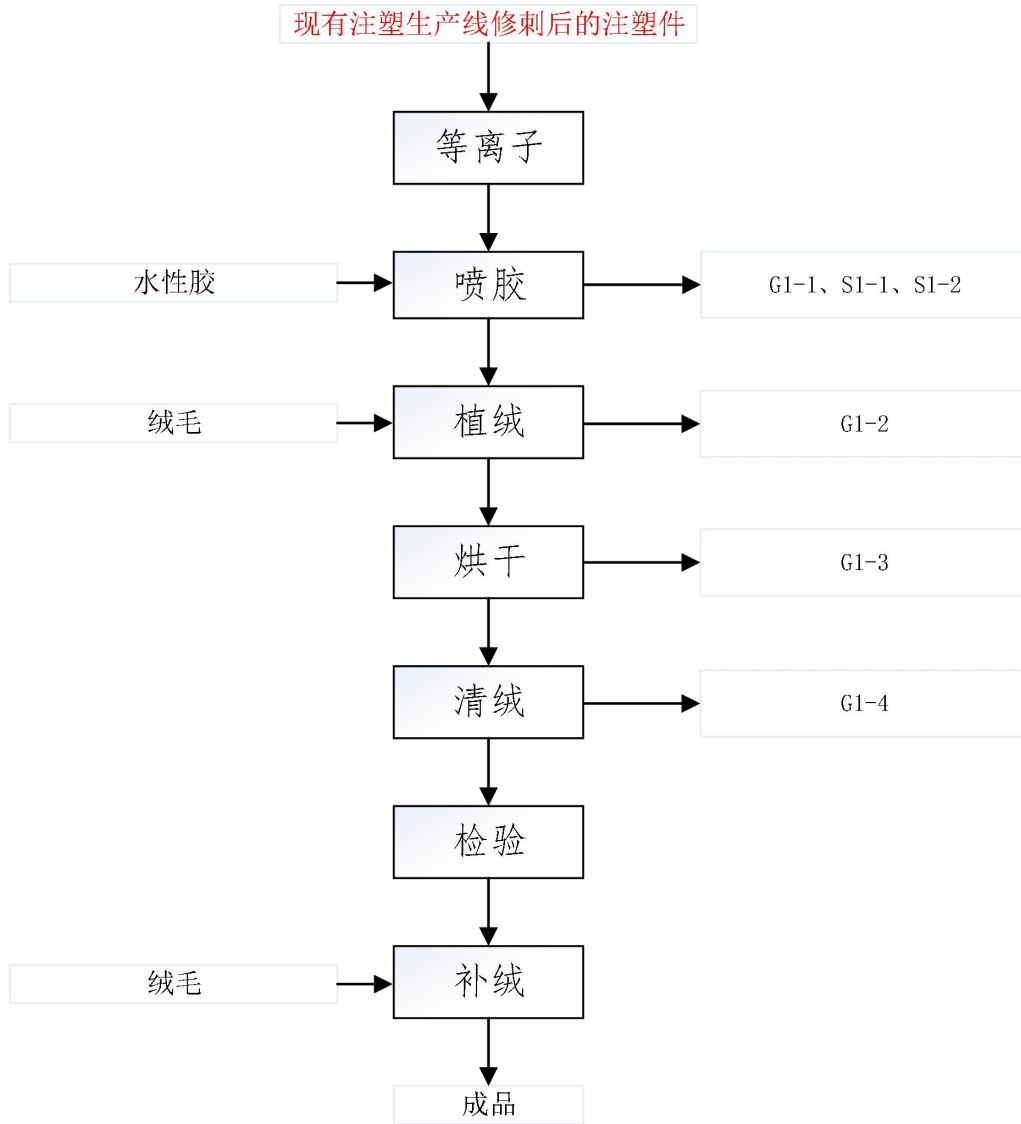 现有注塑生产线修刺后的注塑件
等离子
水性胶
喷胶
G1-1、S1-1、S1-2
绒毛
植绒
G1-2
烘干
G1-3
清绒
G1-4
检验
绒毛
补绒
成品